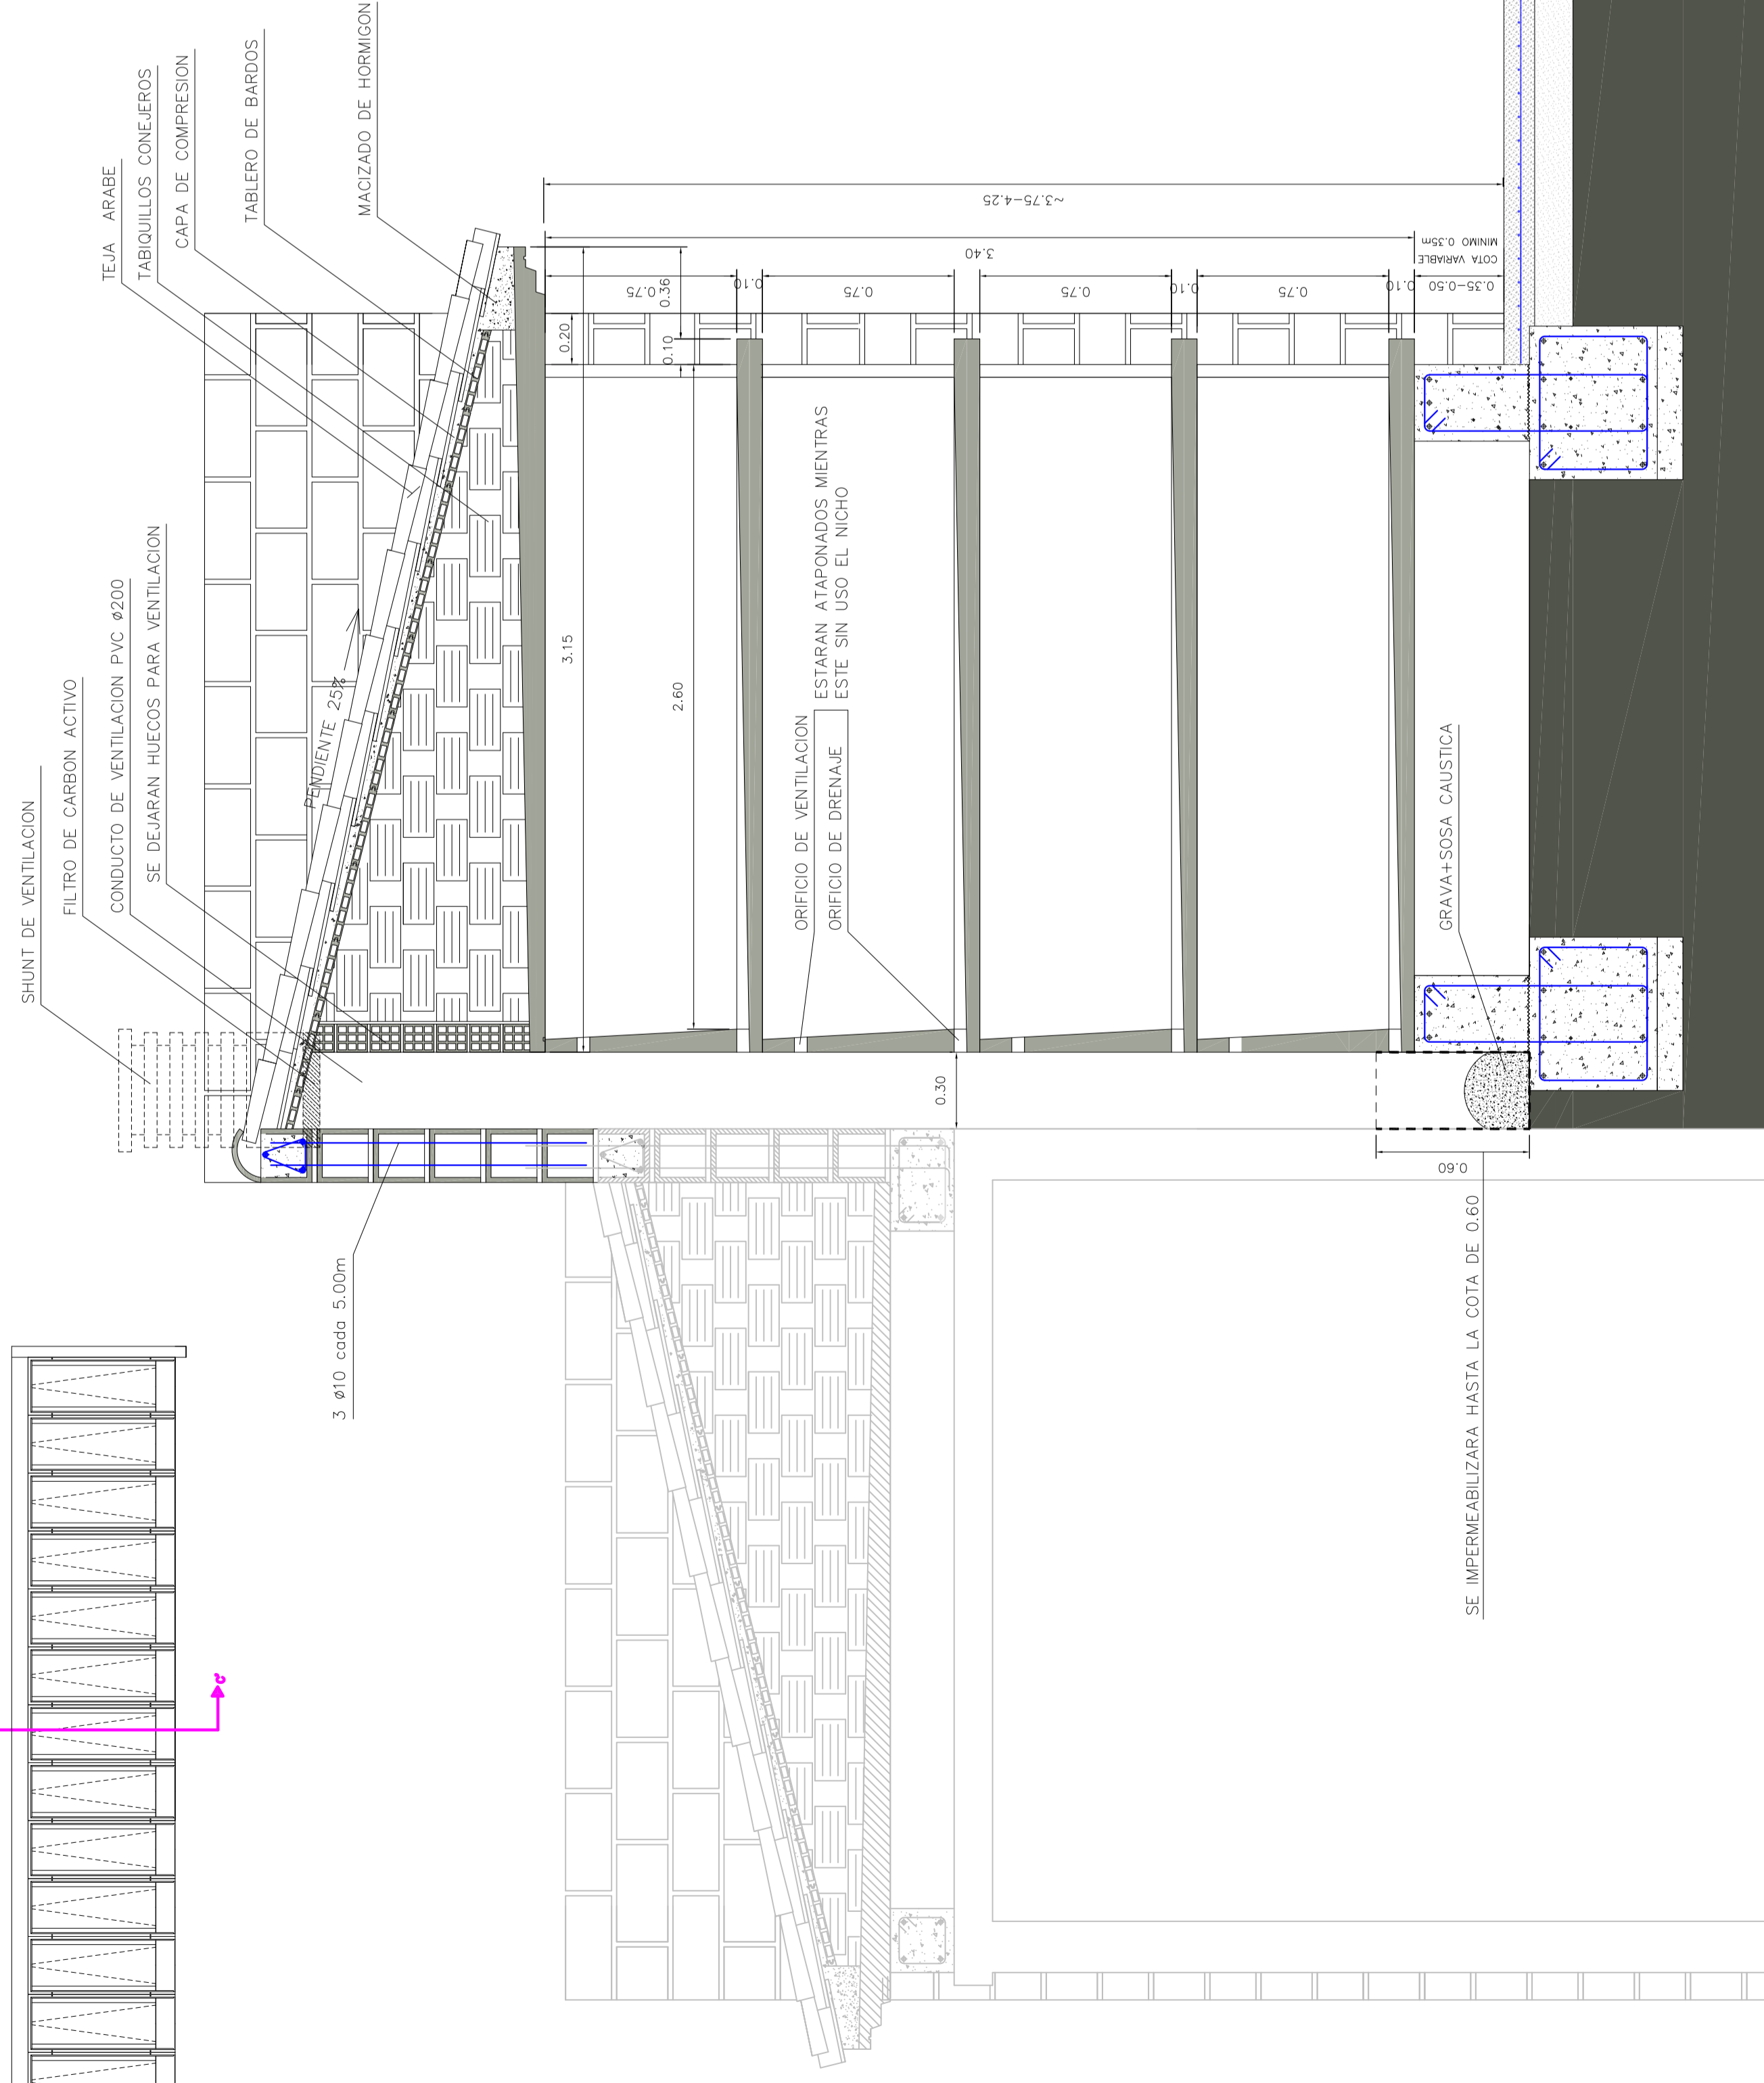 SHUNT DE VENTILACION
FILTRO DE CARBON ACTIVO
CONDUCTO DE VENTILACION PVC ø200
SE DEJARAN HUECOS PARA VENTILACION
TEJA ARABE
TABIQUILLOS CONEJEROS
CAPA DE COMPRESION
TABLERO DE BARDOS
MACIZADO DE HORMIGON
PENDIENTE 25%
3 ø10 cada 5.00m
3.15
2.60
0.20
0.10
0.36
0.75
0.10
0.75
0.75
0.10
0.75
0.10
0.35-0.50
3.40
COTA VARIABLE
MINIMO 0.35m
~3.75-4.25
ORIFICIO DE VENTILACION
ORIFICIO DE DRENAJE
ESTARAN ATAPONADOS MIENTRAS
ESTE SIN USO EL NICHO
0.30
GRAVA+SOSA CAUSTICA
0.60
SE IMPERMEABILIZARA HASTA LA COTA DE 0.60
c'